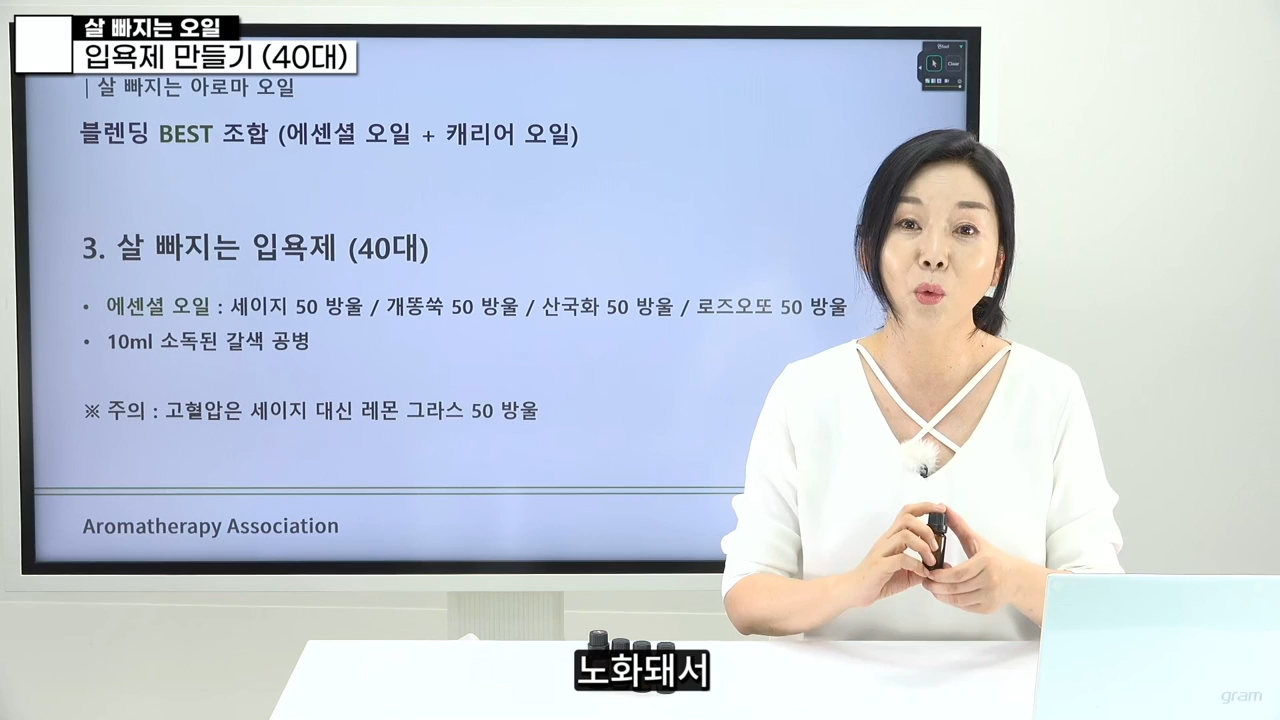 살 빠지는 오일
입욕제 만들기 (40대)
| 살 빠지는 아로마 오일
블렌딩 BEST 조합 (에센셜 오일 + 캐리어 오일)
3. 살 빠지는 입욕제 (40대)
• 에센셜 오일 : 세이지 50 방울 / 개똥쑥 50 방울 / 산국화 50 방울 / 로즈오또 50 방울
• 10ml 소독된 갈색 공병
※ 주의 : 고혈압은 세이지 대신 레몬 그라스 50 방울
Aromatherapy Association
노화돼서
gram